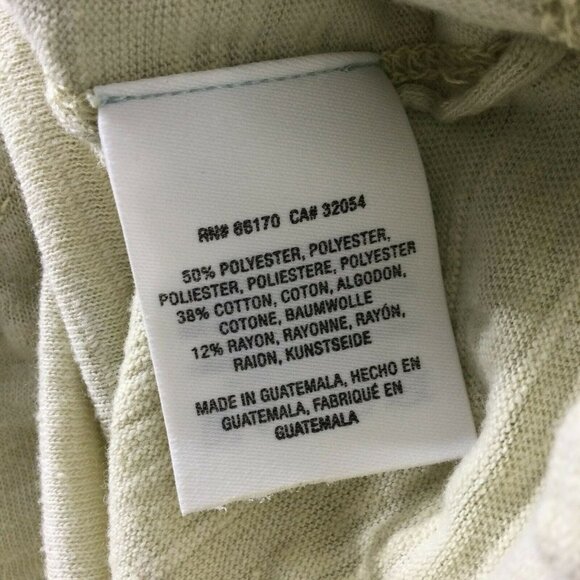 RN# 66170 CA# 32054
50% POLYESTER, POLYESTER,
POLIESTER, POLIESTERE, POLYESTER
38% COTTON, COTON, ALGODON,
COTONE, BAUMWOLLE
12% RAYON, RAYONNE, RAYÓN,
RAION, KUNSTSEIDE
MADE IN GUATEMALA, HECHO EN
GUATEMALA, FABRIQUÉ EN
GUATEMALA